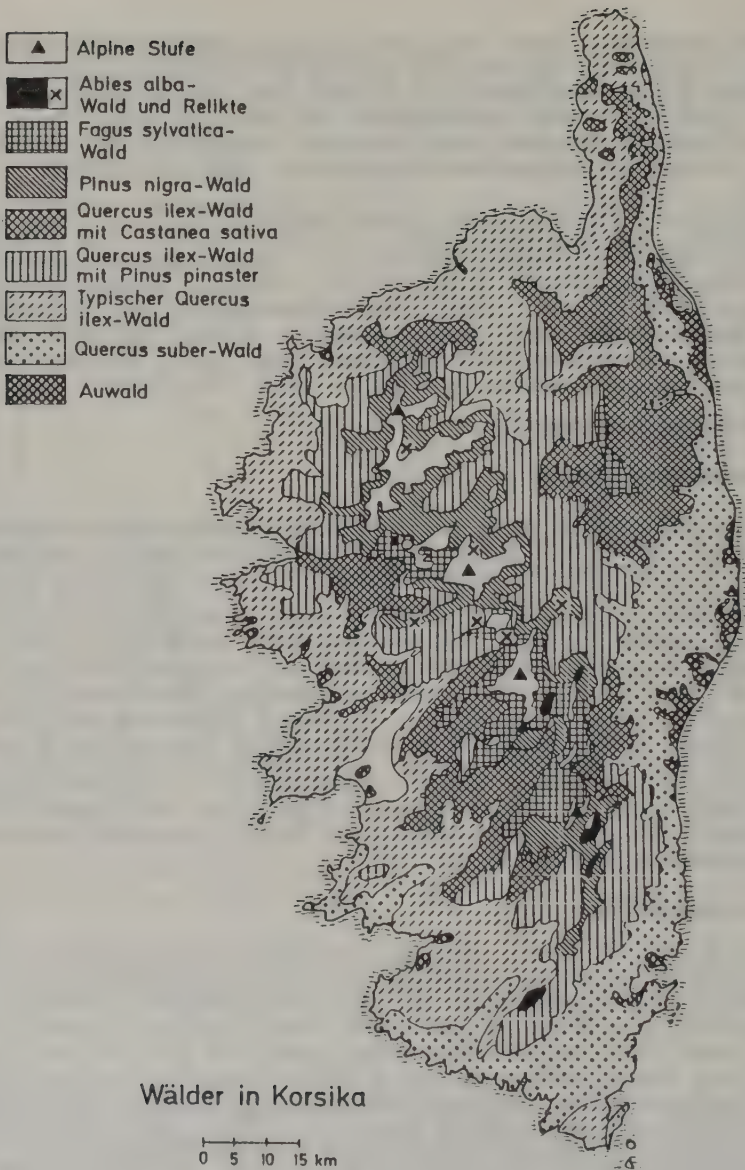 Alpine Stufe
Abies alba-
Wald und Relikte
Fagus sylvatica-
Wald
Pinus nigra-Wald
Quercus ilex-Wald
mit Castanea sativa
Quercus ilex-Wald
mit Pinus pinaster
Typischer Quercus
ilex-Wald
Quercus suber-Wald
Auwald
Wälder in Korsika
0 5 10 15 km